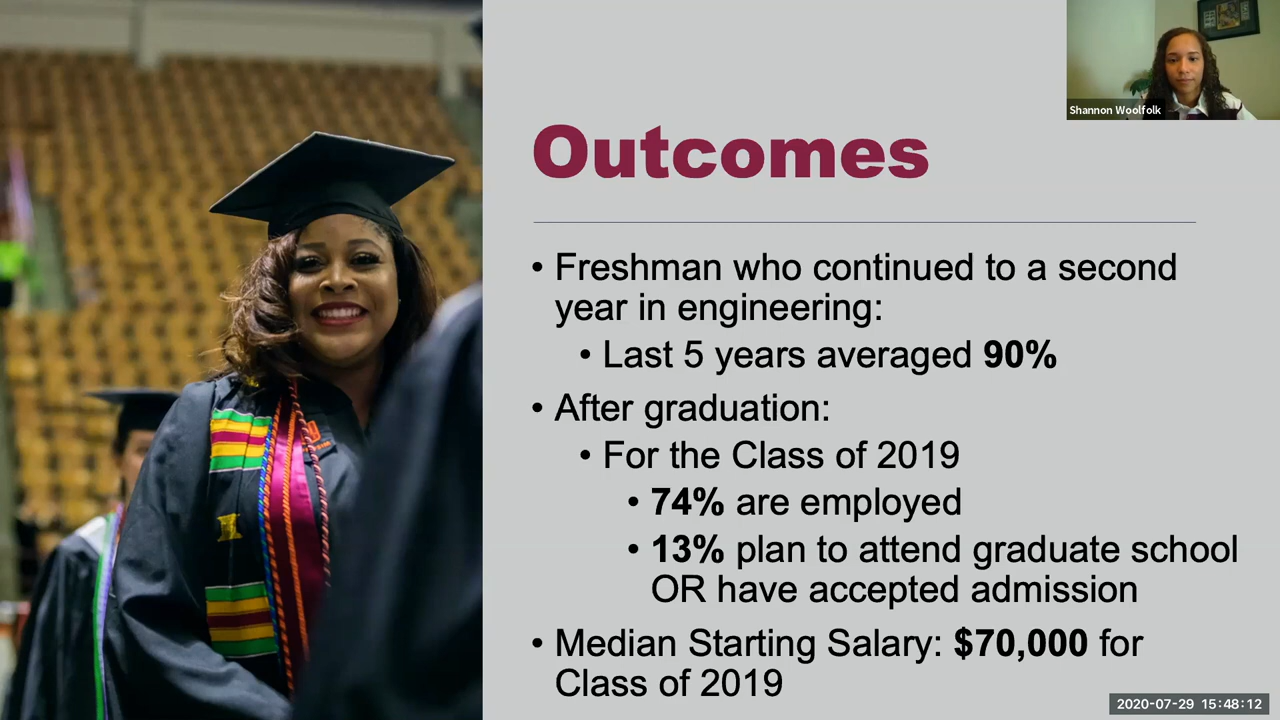 Shannon Woolfolk
Outcomes
• Freshman who continued to a second
year in engineering:
• Last 5 years averaged 90%
• After graduation:
• For the Class of 2019
• 74% are employed
• 13% plan to attend graduate school
OR have accepted admission
• Median Starting Salary: $70,000 for
Class of 2019
2020-07-29 15:48:12